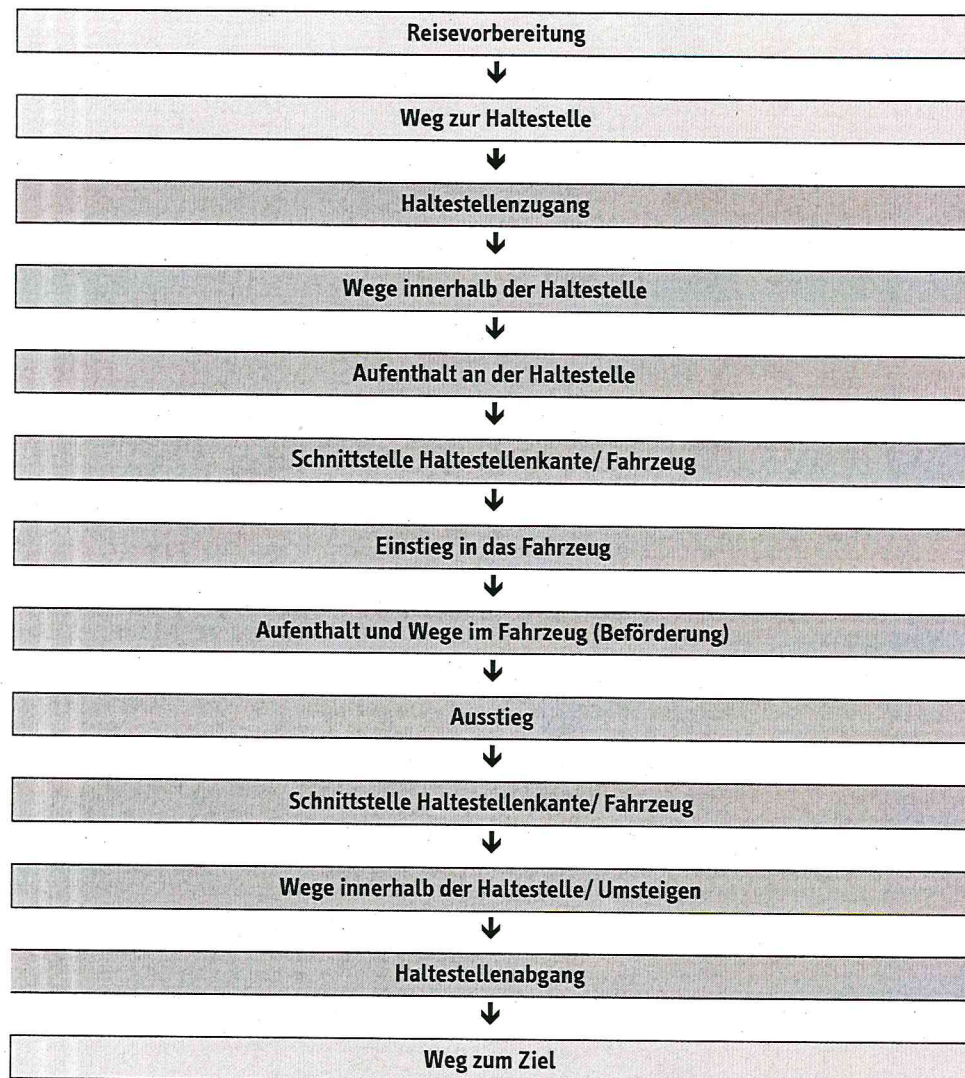 Reisevorbereitung
Weg zur Haltestelle
Haltestellenzugang
Wege innerhalb der Haltestelle
Aufenthalt an der Haltestelle
Schnittstelle Haltestellenkante/ Fahrzeug
Einstieg in das Fahrzeug
Aufenthalt und Wege im Fahrzeug (Beförderung)
Ausstieg
Schnittstelle Haltestellenkante/ Fahrzeug
Wege innerhalb der Haltestelle/ Umsteigen
Haltestellenabgang
Weg zum Ziel